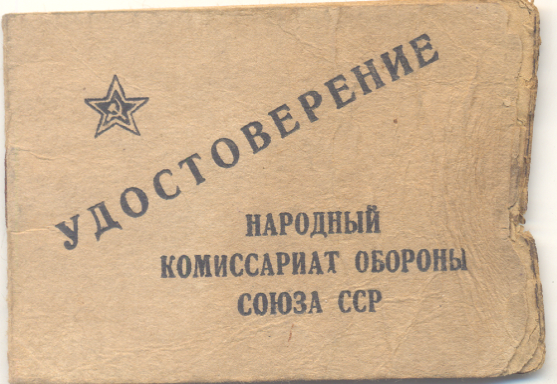 УДОСТОВЕРЕНИЕ
НАРОДНЫЙ
КОМИССАРИАТ ОБОРОНЫ
СОЮЗА ССР